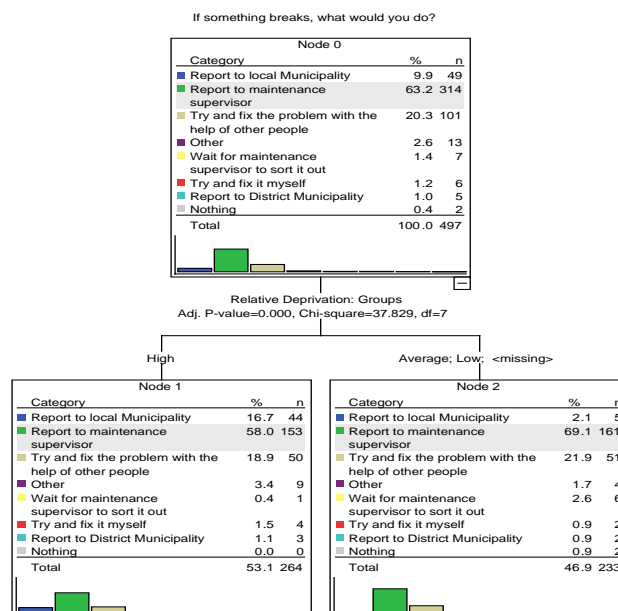 If something breaks, what would you do?
Node 0
Category % n
Report to local Municipality 9.9 49
Report to maintenance 63.2 314
supervisor
Try and fix the problem with the 20.3 101
help of other people
Other 2.6 13
Wait for maintenance 1.4 7
supervisor to sort it out
Try and fix it myself 1.2 6
Report to District Municipality 1.0 5
Nothing 0.4 2
Total 100.0 497
Relative Deprivation: Groups
Adj. P-value=0.000, Chi-square=37.829, df=7
High
Average; Low; <missing>
Node 1
Category % n
Report to local Municipality 16.7 44
Report to maintenance 58.0 153
supervisor
Try and fix the problem with the 18.9 50
help of other people
Other 3.4 9
Wait for maintenance 0.4 1
supervisor to sort it out
Try and fix it myself 1.5 4
Report to District Municipality 1.1 3
Nothing 0.0 0
Total 53.1 264
Node 2
Category % n
Report to local Municipality 2.1 5
Report to maintenance 69.1 161
supervisor
Try and fix the problem with the 21.9 51
help of other people
Other 1.7 4
Wait for maintenance 2.6 6
supervisor to sort it out
Try and fix it myself 0.9 2
Report to District Municipality 0.9 2
Nothing 0.9 2
Total 46.9 233